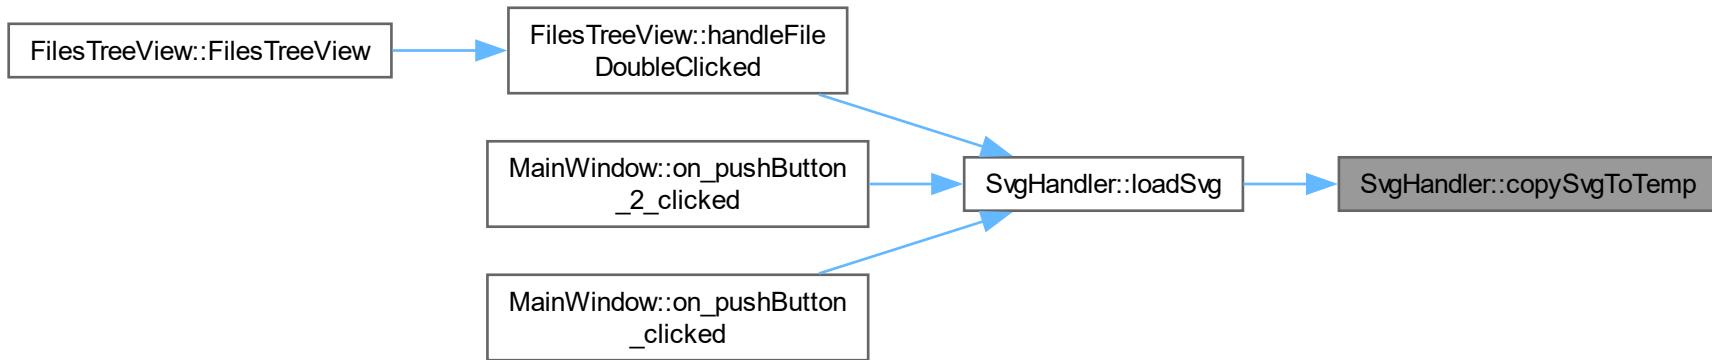 FilesTreeView::FilesTreeView
FilesTreeView::handleFile
DoubleClicked
MainWindow::on_pushButton
_2_clicked
SvgHandler::loadSvg
SvgHandler::copySvgToTemp
MainWindow::on_pushButton
_clicked